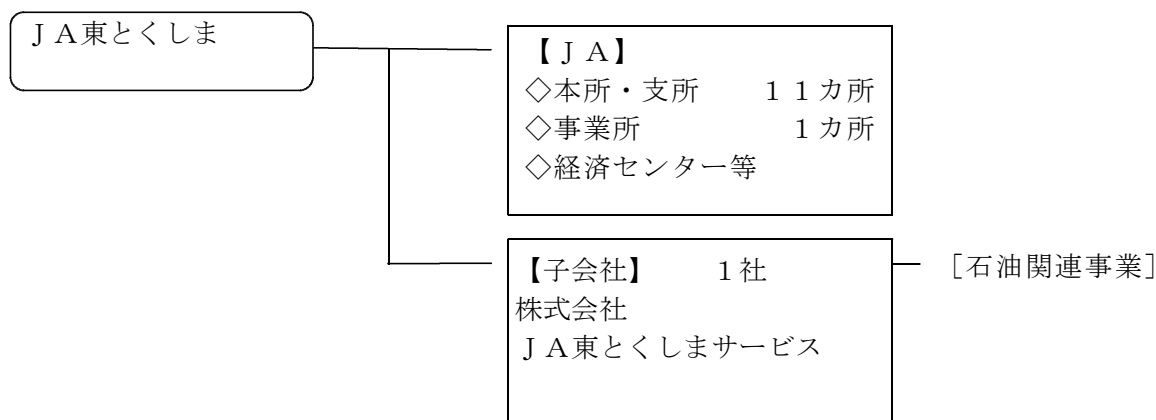 ＪＡ東とくしま
【ＪＡ】
◇本所・支所　　１１カ所
◇事業所　　　　　１カ所
◇経済センター等
【子会社】　　１社
株式会社
ＪＡ東とくしまサービス
［石油関連事業］